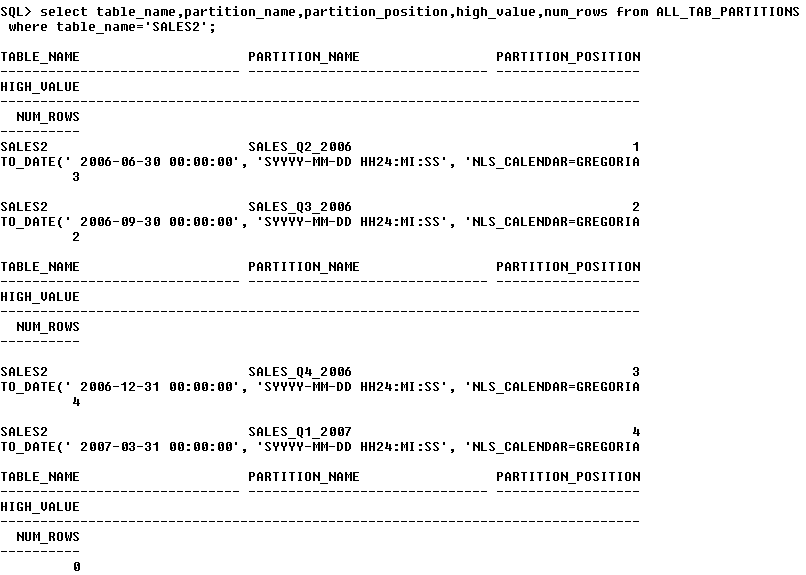 SQL> select table_name,partition_name,partition_position,high_value,num_rows from ALL_TAB_PARTITIONS
where table_name='SALES2';
TABLE_NAME PARTITION_NAME PARTITION_POSITION
------------------------------ ------------------------------ ------------------
HIGH_VALUE
--------------------------------------------------------------------------------
NUM_ROWS
----------
SALES2 SALES_Q2_2006 1
TO_DATE(' 2006-06-30 00:00:00', 'SYYYY-MM-DD HH24:MI:SS', 'NLS_CALENDAR=GREGORIA
3
SALES2 SALES_Q3_2006 2
TO_DATE(' 2006-09-30 00:00:00', 'SYYYY-MM-DD HH24:MI:SS', 'NLS_CALENDAR=GREGORIA
2
TABLE_NAME PARTITION_NAME PARTITION_POSITION
------------------------------ ------------------------------ ------------------
HIGH_VALUE
--------------------------------------------------------------------------------
NUM_ROWS
----------
SALES2 SALES_Q4_2006 3
TO_DATE(' 2006-12-31 00:00:00', 'SYYYY-MM-DD HH24:MI:SS', 'NLS_CALENDAR=GREGORIA
4
SALES2 SALES_Q1_2007 4
TO_DATE(' 2007-03-31 00:00:00', 'SYYYY-MM-DD HH24:MI:SS', 'NLS_CALENDAR=GREGORIA
TABLE_NAME PARTITION_NAME PARTITION_POSITION
------------------------------ ------------------------------ ------------------
HIGH_VALUE
--------------------------------------------------------------------------------
NUM_ROWS
----------
0